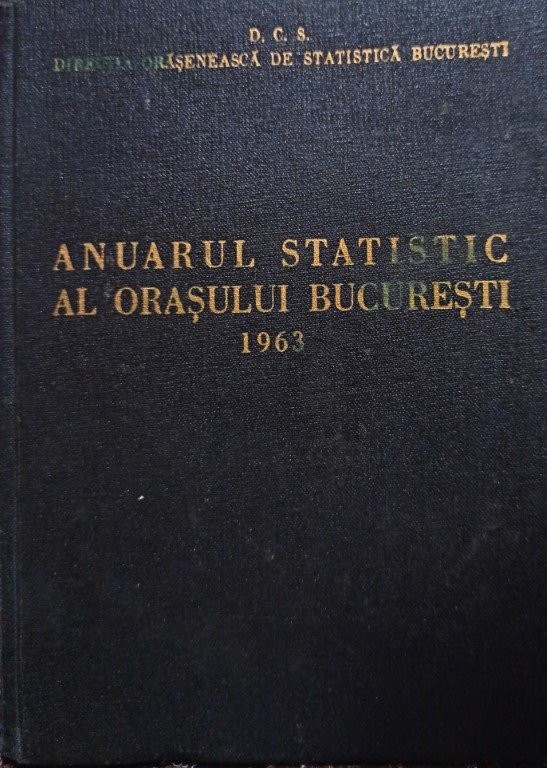 D. C. S.
DIRECȚIA ORĂȘENEASCĂ DE STATISTICĂ BUCUREȘTI
ANUARUL STATISTIC
AL ORAȘULUI BUCUREȘTI
1963